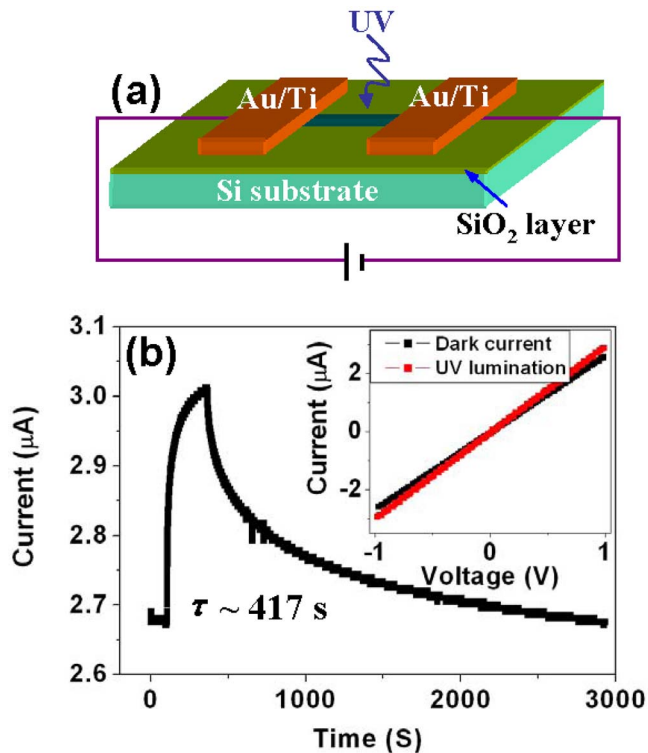 UV
(a)
Au/Ti Au/Ti
Si substrate
SiO2 layer
(b)
Current (μA)
3.1
3.0
2.9
2.8
2.7
2.6
τ ~ 417 s
0 1000 2000 3000
Time (S)
Dark current
UV lumination
Current (μA)
2
0
-2
-1 0 1
Voltage (V)